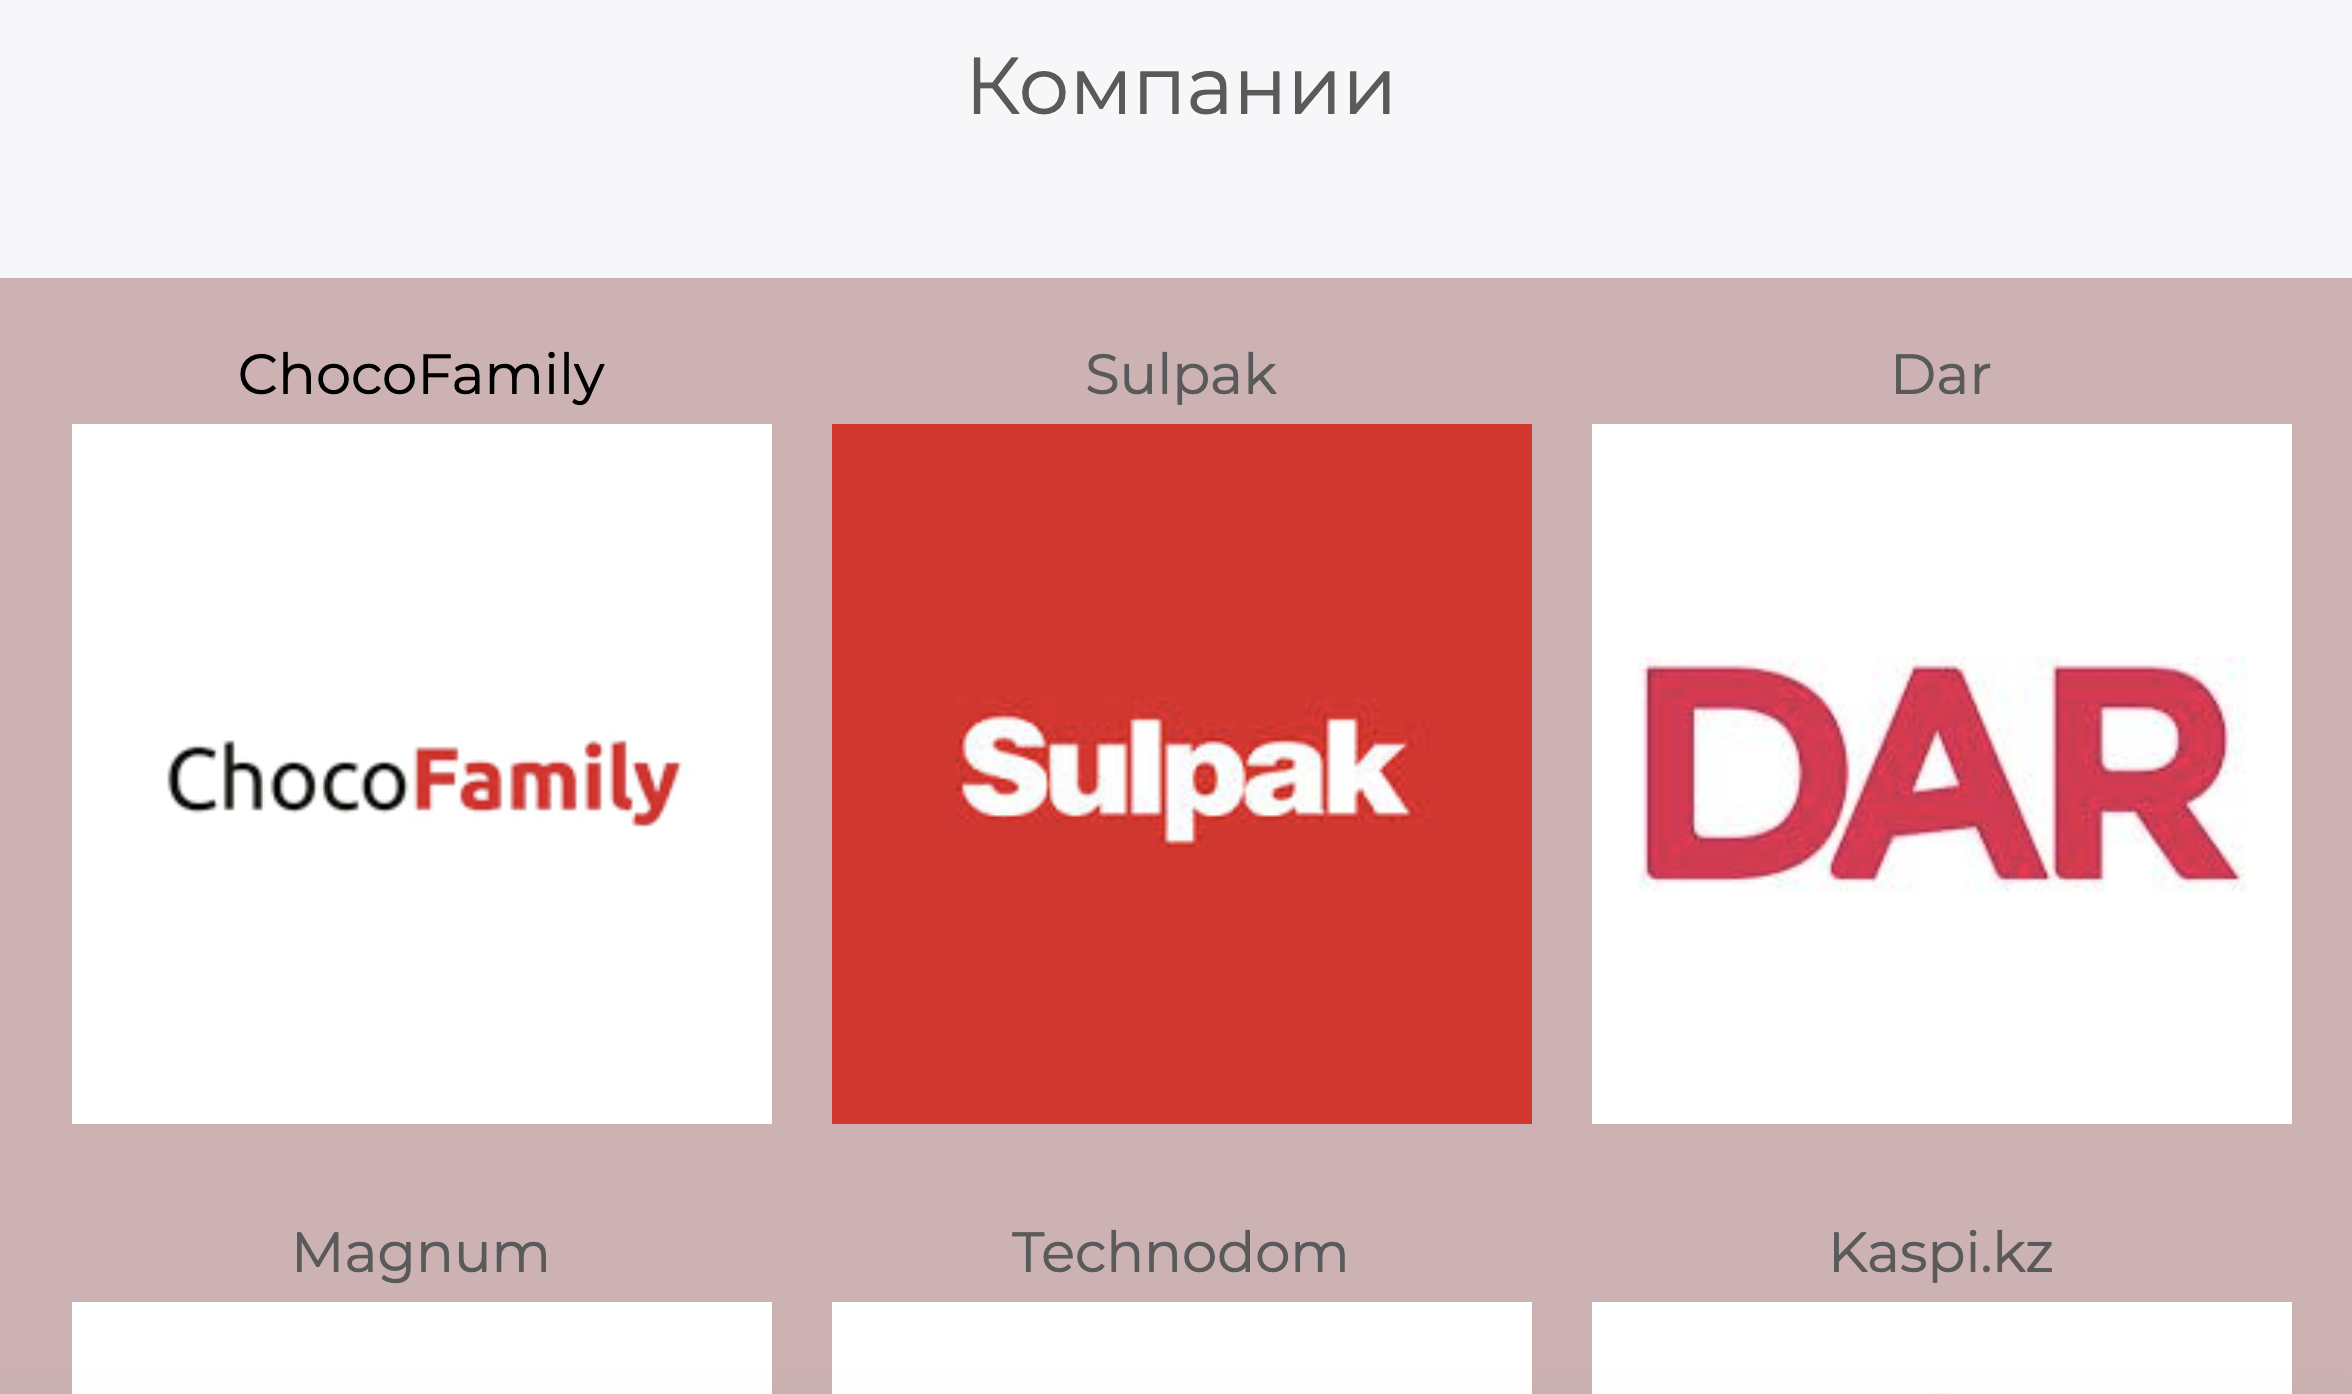 Компании
ChocoFamily
Sulpak
Dar
ChocoFamily
Sulpak
DAR
Magnum
Technodom
Kaspi.kz